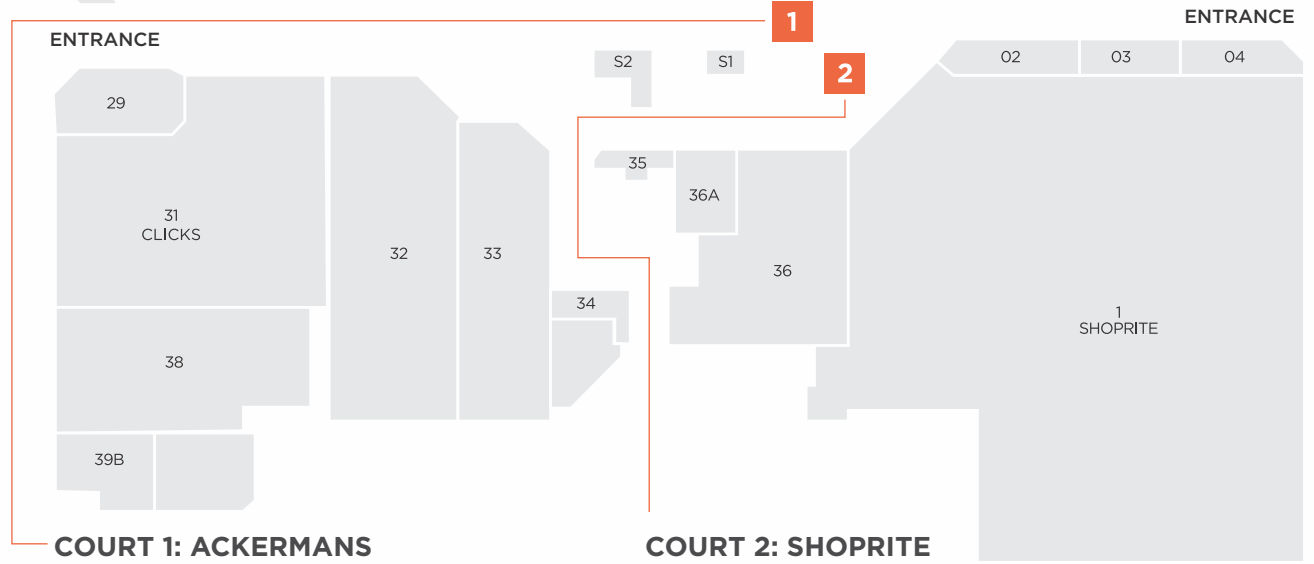 1
ENTRANCE
ENTRANCE
S2
S1
2
02
03
04
29
35
36A
31
CLICKS
32
33
36
34
1
SHOPRITE
38
39B
COURT 1: ACKERMANS
COURT 2: SHOPRITE